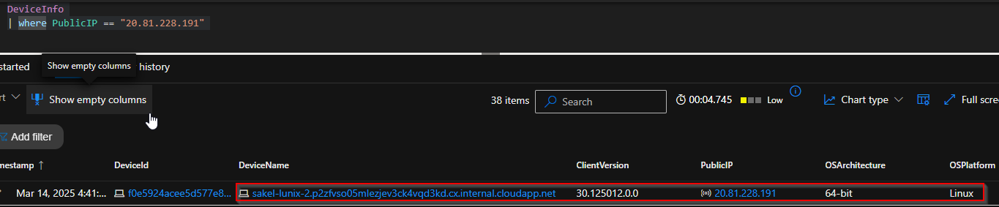 DeviceInfo
| where PublicIP == "20.81.228.191"
Show empty columns
started
history
rt
Show empty columns
38 items
Search
00:04.745
Low
Chart type
Full scree
Add filter
mestamp ↑ DeviceId DeviceName ClientVersion PublicIP OSArchitecture OSPlatform
Mar 14, 2025 4:41:... f0e5924acee5d577e8... sakel-lunix-2.p2zfvso05mlezjev3ck4vqd3kd.cx.internal.cloudapp.net 30.125012.0.0 20.81.228.191 64-bit Linux